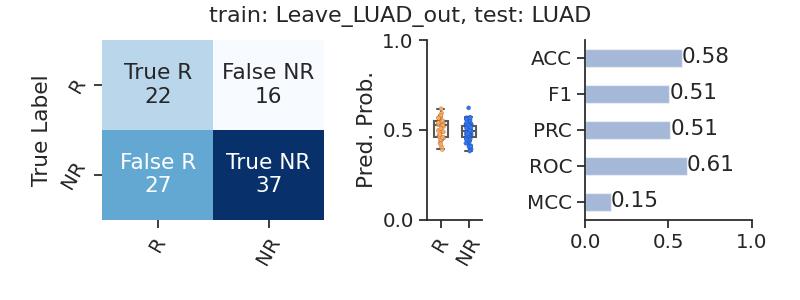 train: Leave_LUAD_out, test: LUAD
True Label
R
NR
True R
22
False NR
16
False R
27
True NR
37
R
NR
Pred. Prob.
1.0
0.5
0.0
R
NR
ACC
0.58
F1
0.51
PRC
0.51
ROC
0.61
MCC
0.15
0.0
0.5
1.0